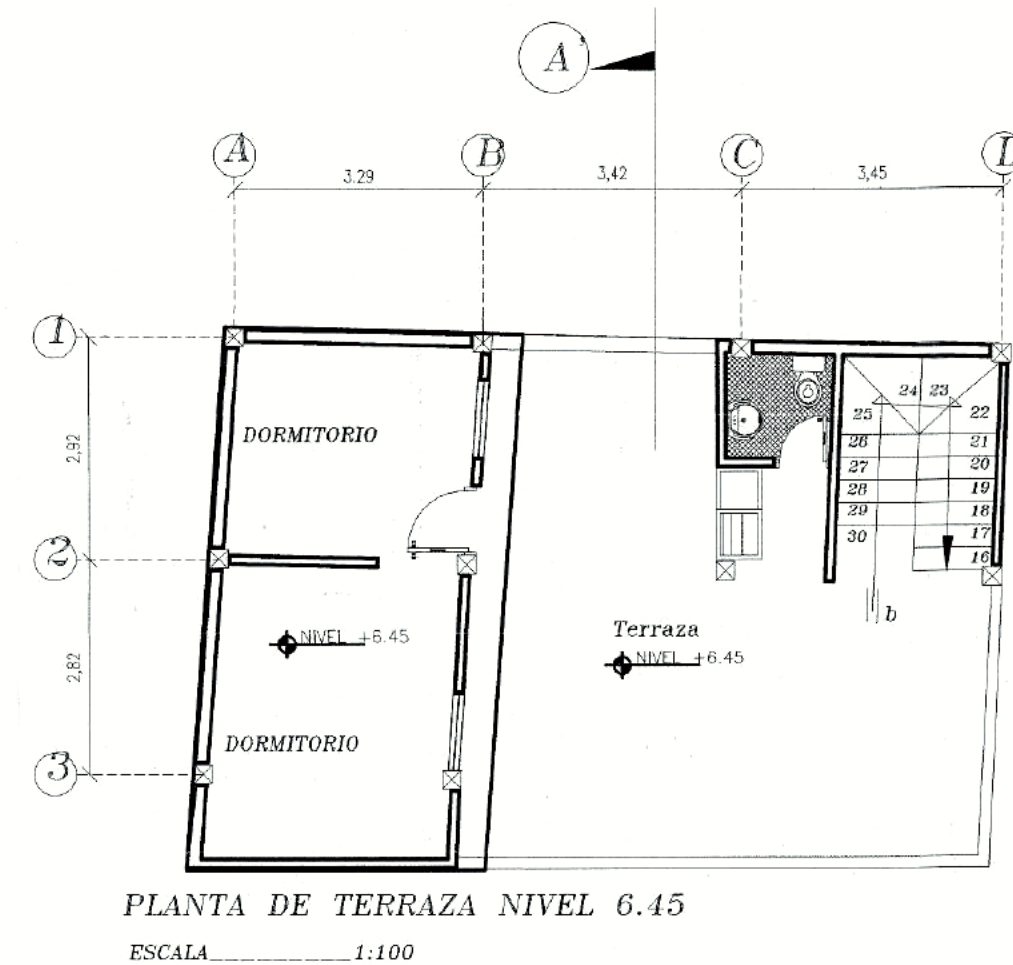 A'
A B C D
3.29 3,42 3,45
1
24 23
25 22
DORMITORIO
26 21
2,92
27 20
28 19
29 18
30 17
2
16
b
Terraza
NIVEL +6.45
NIVEL +6.45
2,82
DORMITORIO
3
PLANTA DE TERRAZA NIVEL 6.45
ESCALA__________1:100